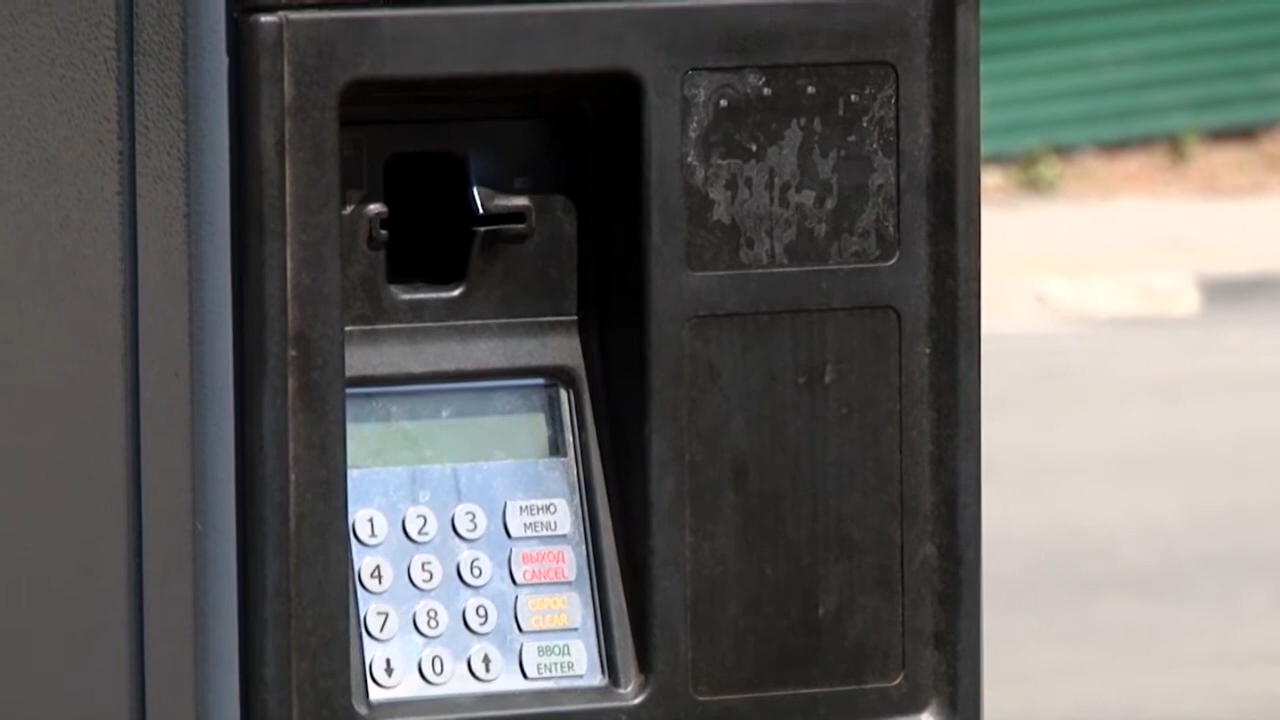 1 2 3 МЕНЮ
MENU
4 5 6 ВЫХОД
CANCEL
7 8 9 СБРОС
CLEAR
↓ 0 ↑ ВВОД
ENTER